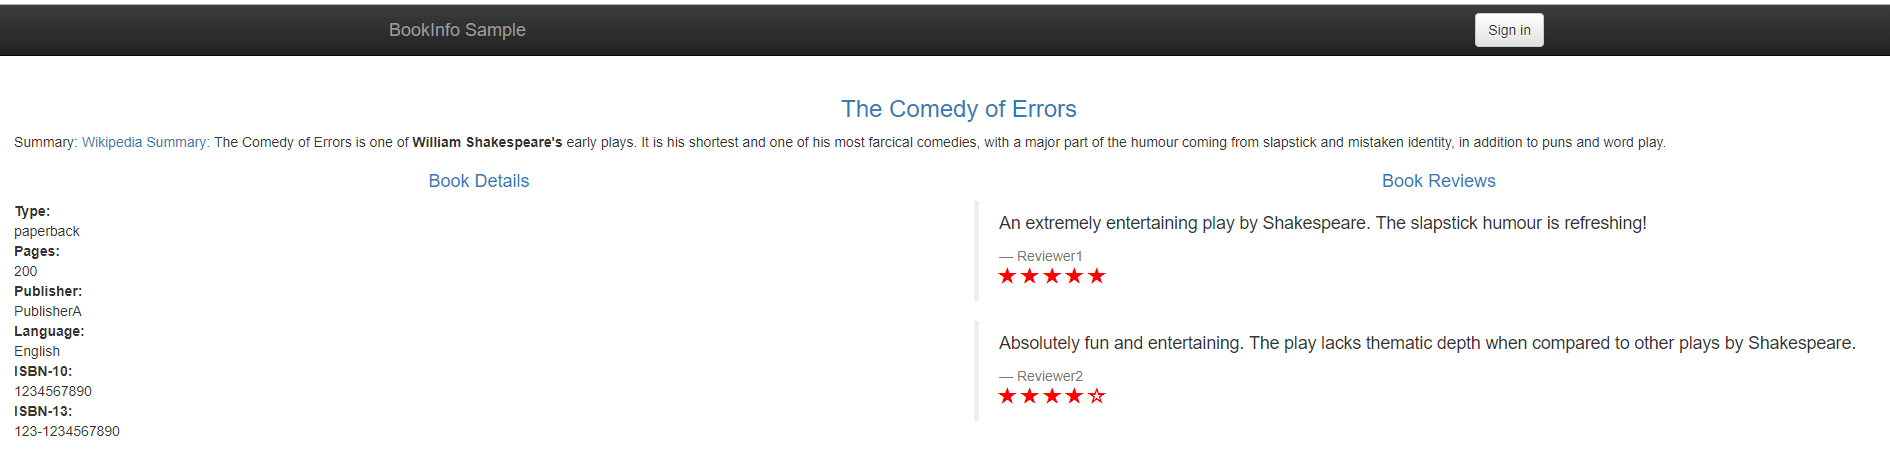 BookInfo Sample
Sign in
The Comedy of Errors
Summary: Wikipedia Summary: The Comedy of Errors is one of William Shakespeare's early plays. It is his shortest and one of his most farcical comedies, with a major part of the humour coming from slapstick and mistaken identity, in addition to puns and word play.
Book Details
Type:
paperback
Pages:
200
Publisher:
PublisherA
Language:
English
ISBN-10:
1234567890
ISBN-13:
123-1234567890
Book Reviews
An extremely entertaining play by Shakespeare. The slapstick humour is refreshing!
— Reviewer1
Absolutely fun and entertaining. The play lacks thematic depth when compared to other plays by Shakespeare.
— Reviewer2